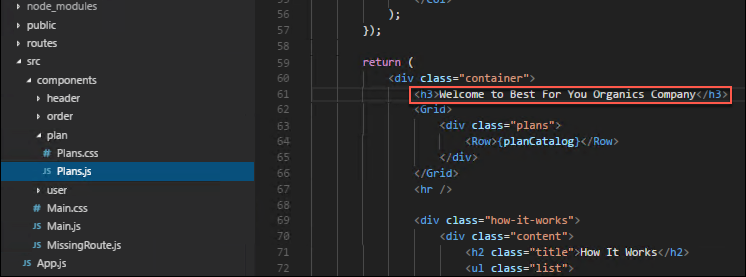 node_modules
public
routes
src
components
header
order
plan
# Plans.css
JS Plans.js
user
# Main.css
JS Main.js
JS MissingRoute.js
JS App.js
56 );
57 });
58
59 return (
60 <div class="container">
61 <h3>Welcome to Best For You Organics Company</h3>
62 <Grid>
63 <div class="plans">
64 <Row>{planCatalog}</Row>
65 </div>
66 </Grid>
67 <hr />
68
69 <div class="how-it-works">
70 <div class="content">
71 <h2 class="title">How It Works</h2>
72 <ul class="list">